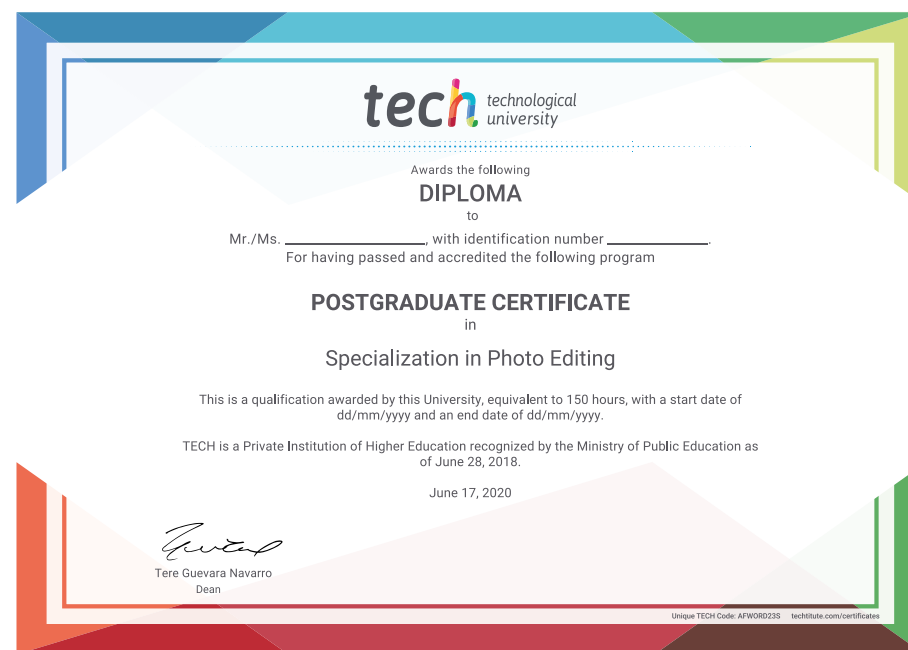 tech technological
university
Awards the following
DIPLOMA
to
Mr./Ms. ____________________, with identification number ______________.
For having passed and accredited the following program
POSTGRADUATE CERTIFICATE
in
Specialization in Photo Editing
This is a qualification awarded by this University, equivalent to 150 hours, with a start date of
dd/mm/yyyy and an end date of dd/mm/yyyy.
TECH is a Private Institution of Higher Education recognized by the Ministry of Public Education as
of June 28, 2018.
June 17, 2020
Tere Guevara Navarro
Dean
Unique TECH Code: AFWORD23S techtitute.com/certificates